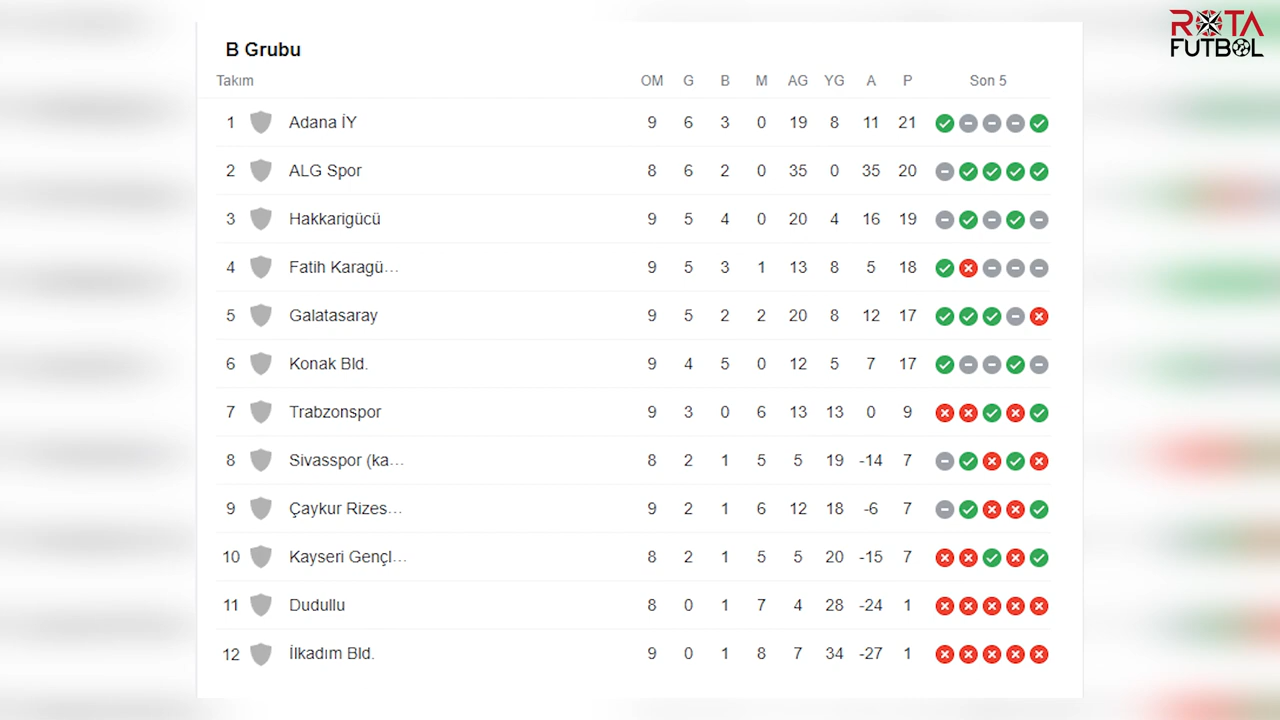 ROTA
FUTBOL
B Grubu
Takım OM G B M AG YG A P Son 5
1 Adana İY 9 6 3 0 19 8 11 21
2 ALG Spor 8 6 2 0 35 0 35 20
3 Hakkarigücü 9 5 4 0 20 4 16 19
4 Fatih Karagü... 9 5 3 1 13 8 5 18
5 Galatasaray 9 5 2 2 20 8 12 17
6 Konak Bld. 9 4 5 0 12 5 7 17
7 Trabzonspor 9 3 0 6 13 13 0 9
8 Sivasspor (ka... 8 2 1 5 5 19 -14 7
9 Çaykur Rizes... 9 2 1 6 12 18 -6 7
10 Kayseri Gençl... 8 2 1 5 5 20 -15 7
11 Dudullu 8 0 1 7 4 28 -24 1
12 İlkadım Bld. 9 0 1 8 7 34 -27 1